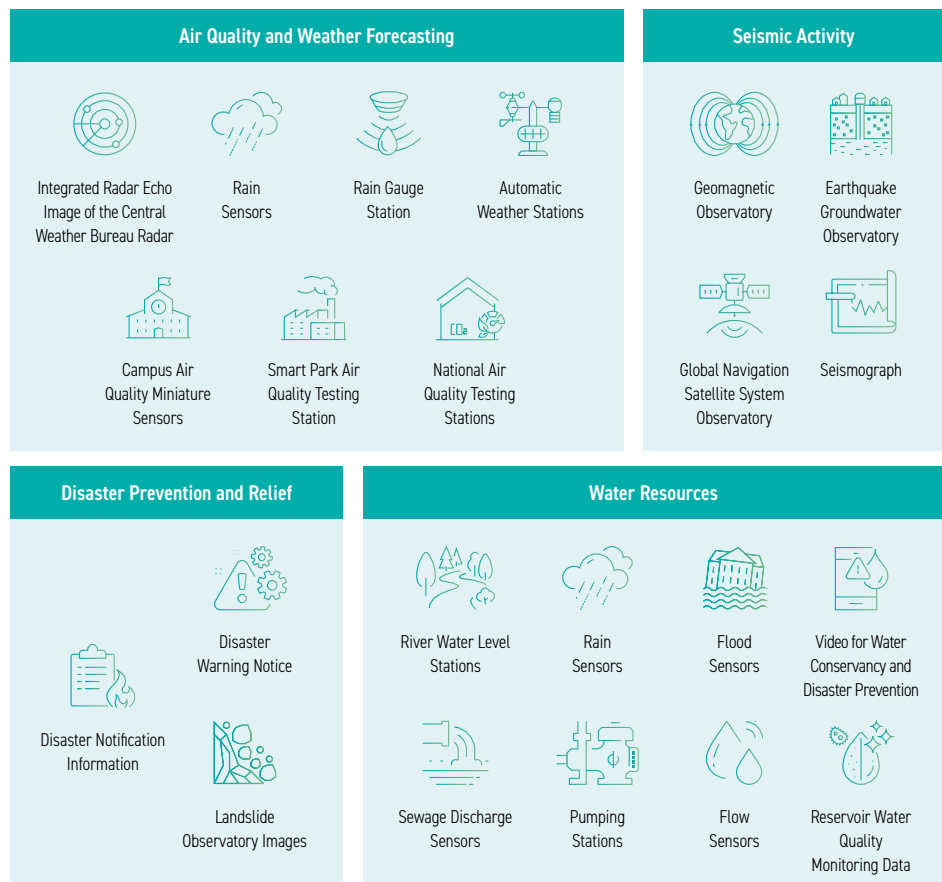 Air Quality and Weather Forecasting
Integrated Radar Echo
Image of the Central
Weather Bureau Radar
Rain
Sensors
Rain Gauge
Station
Automatic
Weather Stations
Campus Air
Quality Miniature
Sensors
Smart Park Air
Quality Testing
Station
CO₂
National Air
Quality Testing
Stations
Seismic Activity
Geomagnetic
Observatory
Earthquake
Groundwater
Observatory
Global Navigation
Satellite System
Observatory
Seismograph
Disaster Prevention and Relief
Disaster
Warning Notice
Disaster Notification
Information
Landslide
Observatory Images
Water Resources
River Water Level
Stations
Rain
Sensors
Flood
Sensors
Video for Water
Conservancy and
Disaster Prevention
Sewage Discharge
Sensors
Pumping
Stations
Flow
Sensors
Reservoir Water
Quality
Monitoring Data